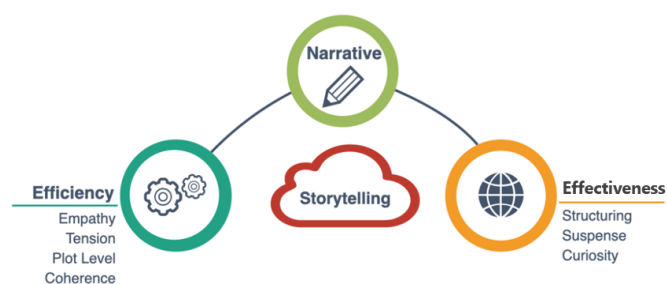 Narrative
Efficiency
Empathy
Tension
Plot Level
Coherence
Storytelling
Effectiveness
Structuring
Suspense
Curiosity